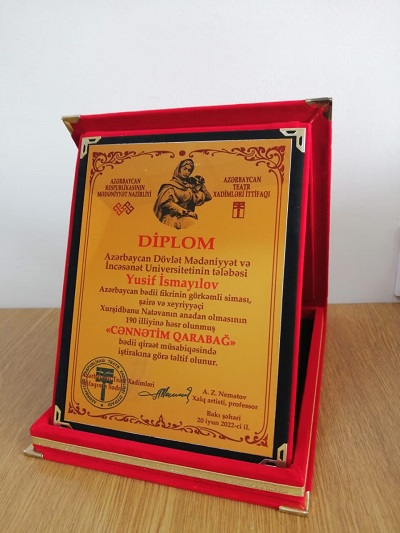 AZƏRBAYCAN
RESPUBLİKASININ
MƏDƏNİYYƏT NAZİRLİYİ
AZƏRBAYCAN
TEATR
XADİMLƏRİ İTTİFAQI
DİPLOM
Azərbaycan Dövlət Mədəniyyət və
İncəsənət Universitetinin tələbəsi
Yusif İsmayılov
Azərbaycan bədii fikrinin görkəmli siması,
şairə və xeyriyyəçi
Xurşidbanu Natəvanın anadan olmasının
190 illiyinə həsr olunmuş
«CƏNNƏTİM QARABAĞ»
bədii qiraət müsabiqəsində
iştirakına görə təltif olunur.
Teatr Xadimləri
A. Z. Nematov
Xalq artisti, professor
Bakı şəhəri
20 iyun 2022-ci il.